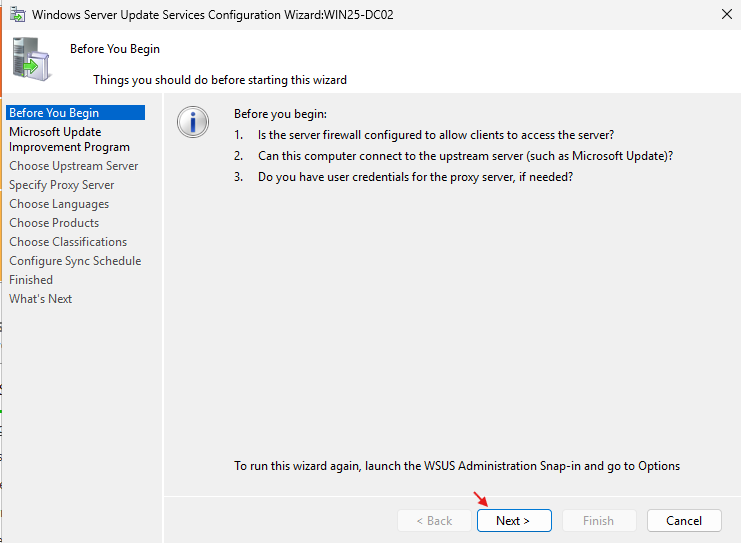 Windows Server Update Services Configuration Wizard:WIN25-DC02
Before You Begin
Things you should do before starting this wizard
Before You Begin
Microsoft Update
Improvement Program
Choose Upstream Server
Specify Proxy Server
Choose Languages
Choose Products
Choose Classifications
Configure Sync Schedule
Finished
What's Next
Before you begin:
1. Is the server firewall configured to allow clients to access the server?
2. Can this computer connect to the upstream server (such as Microsoft Update)?
3. Do you have user credentials for the proxy server, if needed?
To run this wizard again, launch the WSUS Administration Snap-in and go to Options
< Back
Next >
Finish
Cancel